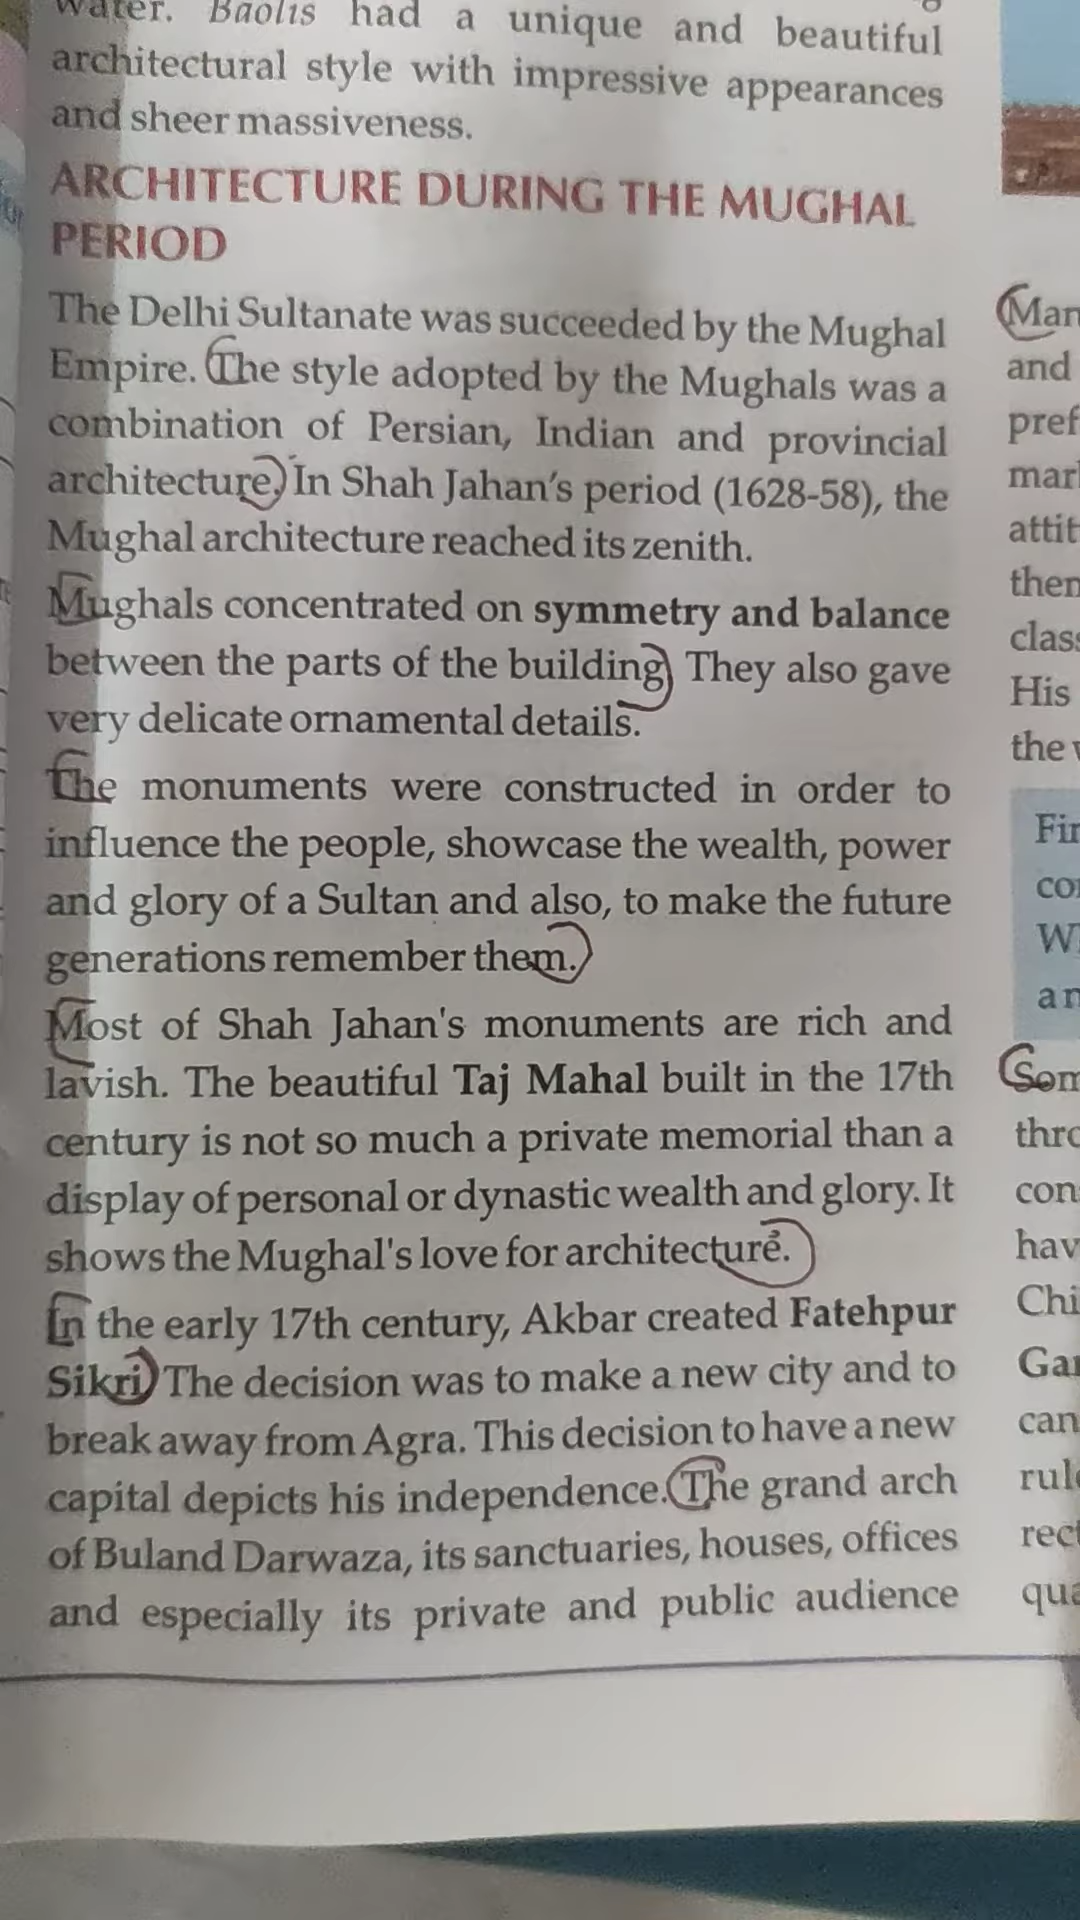 water. Baolis had a unique and beautiful
architectural style with impressive appearances
and sheer massiveness.
ARCHITECTURE DURING THE MUGHAL
PERIOD
The Delhi Sultanate was succeeded by the Mughal
Empire. The style adopted by the Mughals was a
combination of Persian, Indian and provincial
architecture. In Shah Jahan's period (1628-58), the
Mughal architecture reached its zenith.
Mughals concentrated on symmetry and balance
between the parts of the building. They also gave
very delicate ornamental details.
The monuments were constructed in order to
influence the people, showcase the wealth, power
and glory of a Sultan and also, to make the future
generations remember them.
Most of Shah Jahan's monuments are rich and
lavish. The beautiful Taj Mahal built in the 17th
century is not so much a private memorial than a
display of personal or dynastic wealth and glory. It
shows the Mughal's love for architecture.
In the early 17th century, Akbar created Fatehpur
Sikri. The decision was to make a new city and to
break away from Agra. This decision to have a new
capital depicts his independence. The grand arch
of Buland Darwaza, its sanctuaries, houses, offices
and especially its private and public audience
and
His
the